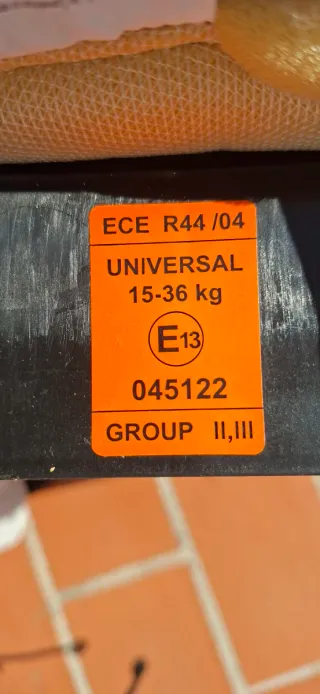 ECE R44 /04
UNIVERSAL
15-36 kg
E13
045122
GROUP II,III